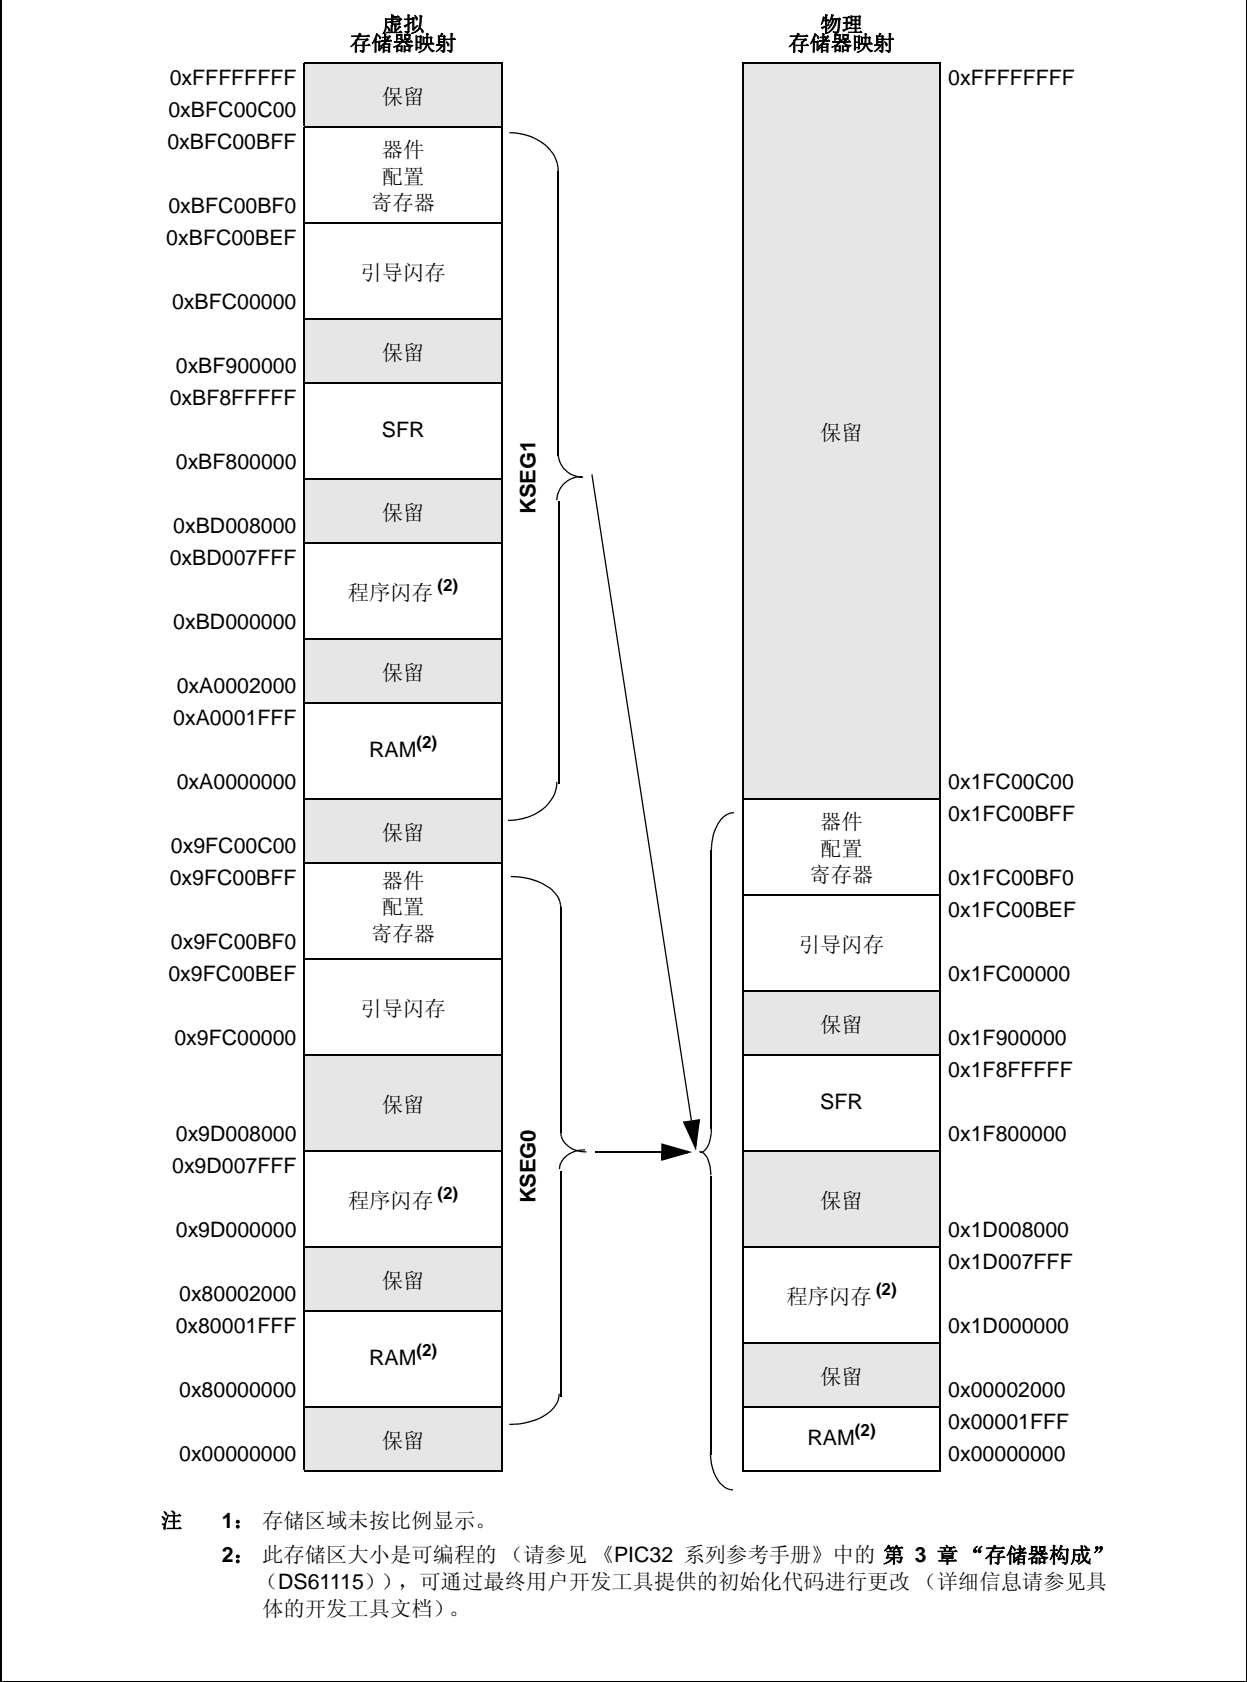 虚拟
存储器映射
0xFFFFFFFF
保留
0xBFC00C00
0xBFC00BFF
器件
配置
寄存器
0xBFC00BF0
0xBFC00BEF
引导闪存
0xBFC00000
保留
0xBF900000
0xBF8FFFFF
SFR
0xBF800000
保留
0xBD008000
0xBD007FFF
程序闪存(2)
0xBD000000
保留
0xA0002000
0xA0001FFF
RAM(2)
0xA0000000
保留
0x9FC00C00
0x9FC00BFF
器件
配置
寄存器
0x9FC00BF0
0x9FC00BEF
引导闪存
0x9FC00000
保留
0x9D008000
0x9D007FFF
程序闪存(2)
0x9D000000
保留
0x80002000
0x80001FFF
RAM(2)
0x80000000
保留
0x00000000
KSEG1
KSEG0
物理
存储器映射
0xFFFFFFFF
保留
0x1FC00C00
0x1FC00BFF
器件
配置
寄存器
0x1FC00BF0
0x1FC00BEF
引导闪存
0x1FC00000
保留
0x1F900000
0x1F8FFFFF
SFR
0x1F800000
保留
0x1D008000
0x1D007FFF
程序闪存(2)
0x1D000000
保留
0x00002000
0x00001FFF
RAM(2)
0x00000000
注 1： 存储区域未按比例显示。
2： 此存储区大小是可编程的 （请参见 《PIC32 系列参考手册》中的 第 3 章 “存储器构成”
（DS61115）），可通过最终用户开发工具提供的初始化代码进行更改 （详细信息请参见具
体的开发工具文档）。